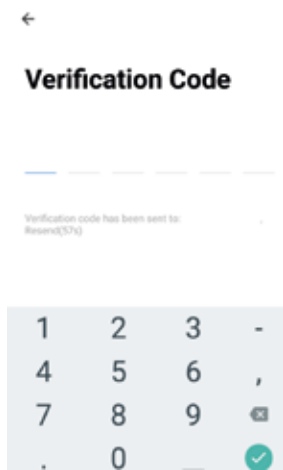 Verification Code
Verification code has been sent to:
Resend(57s)
1 2 3 -
4 5 6 ,
7 8 9
. 0 _